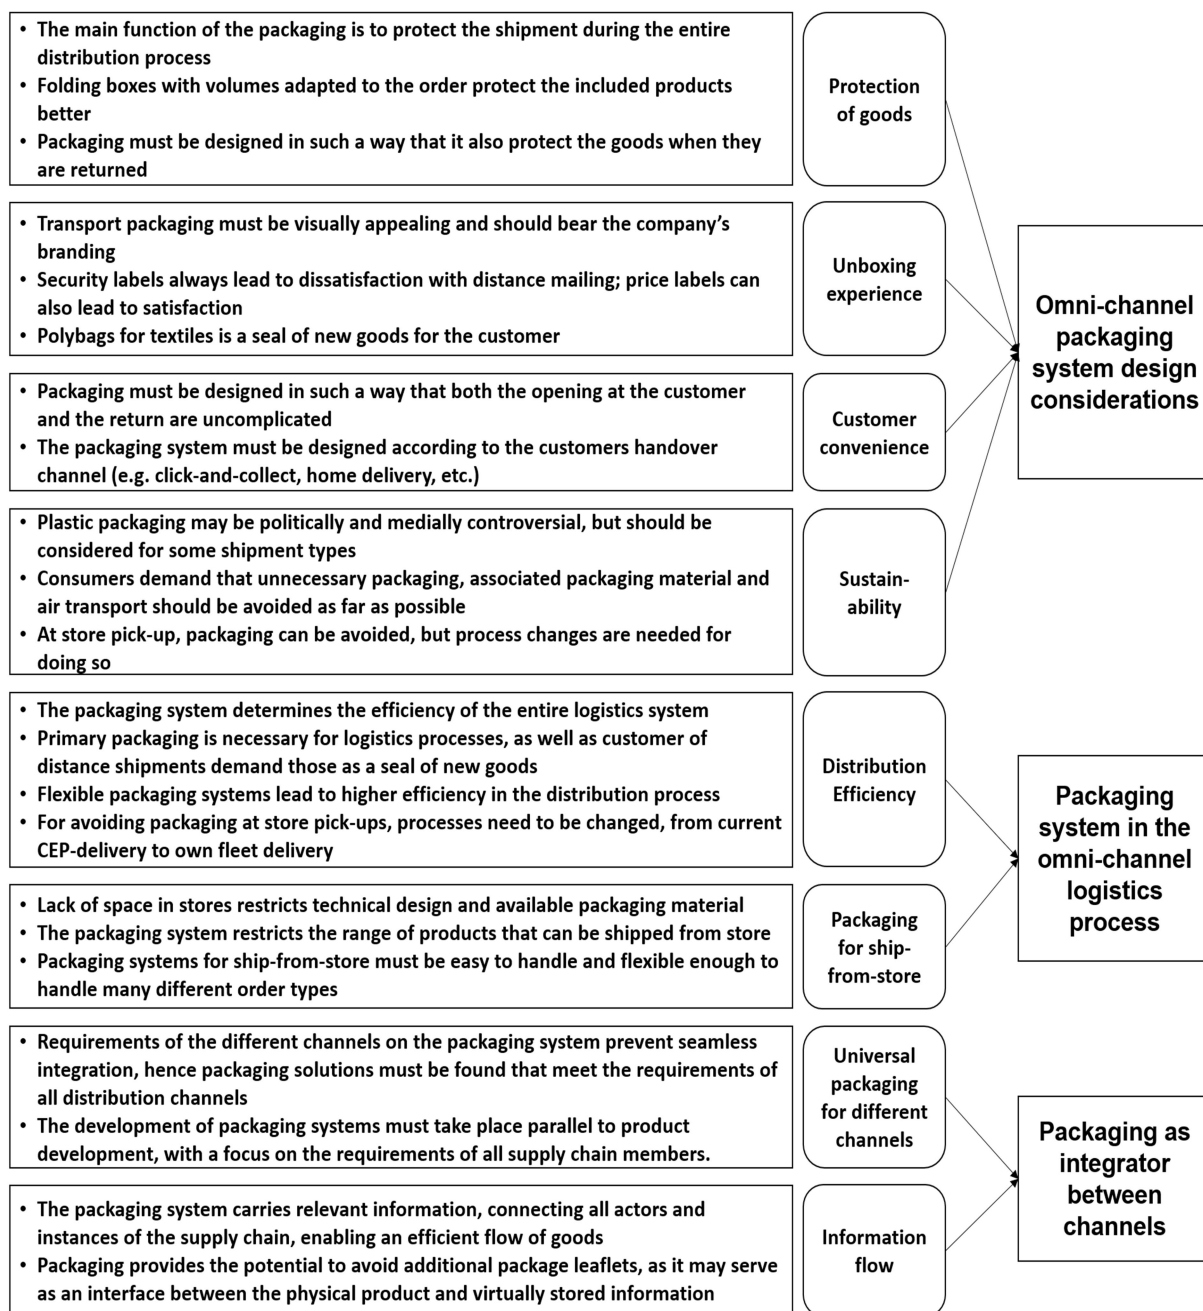 • The main function of the packaging is to protect the shipment during the entire
distribution process
• Folding boxes with volumes adapted to the order protect the included products
better
• Packaging must be designed in such a way that it also protect the goods when they
are returned
Protection
of goods
• Transport packaging must be visually appealing and should bear the company's
branding
• Security labels always lead to dissatisfaction with distance mailing; price labels can
also lead to satisfaction
• Polybags for textiles is a seal of new goods for the customer
Unboxing
experience
• Packaging must be designed in such a way that both the opening at the customer
and the return are uncomplicated
• The packaging system must be designed according to the customers handover
channel (e.g. click-and-collect, home delivery, etc.)
Customer
convenience
• Plastic packaging may be politically and medially controversial, but should be
considered for some shipment types
• Consumers demand that unnecessary packaging, associated packaging material and
air transport should be avoided as far as possible
• At store pick-up, packaging can be avoided, but process changes are needed for
doing so
Sustain-
ability
Omni-channel
packaging
system design
considerations
• The packaging system determines the efficiency of the entire logistics system
• Primary packaging is necessary for logistics processes, as well as customer of
distance shipments demand those as a seal of new goods
• Flexible packaging systems lead to higher efficiency in the distribution process
• For avoiding packaging at store pick-ups, processes need to be changed, from current
CEP-delivery to own fleet delivery
Distribution
Efficiency
• Lack of space in stores restricts technical design and available packaging material
• The packaging system restricts the range of products that can be shipped from store
• Packaging systems for ship-from-store must be easy to handle and flexible enough to
handle many different order types
Packaging
for ship-
from-store
Packaging
system in the
omni-channel
logistics
process
• Requirements of the different channels on the packaging system prevent seamless
integration, hence packaging solutions must be found that meet the requirements of
all distribution channels
• The development of packaging systems must take place parallel to product
development, with a focus on the requirements of all supply chain members.
Universal
packaging
for different
channels
• The packaging system carries relevant information, connecting all actors and
instances of the supply chain, enabling an efficient flow of goods
• Packaging provides the potential to avoid additional package leaflets, as it may serve
as an interface between the physical product and virtually stored information
Information
flow
Packaging as
integrator
between
channels